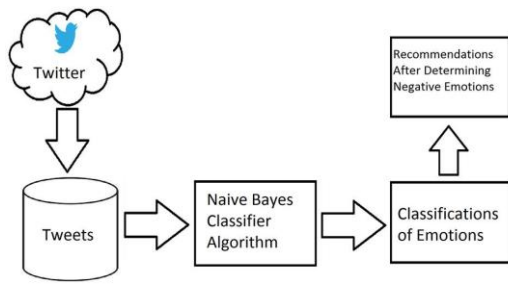 Twitter
Recommendations
After Determining
Negative Emotions
Tweets
Naive Bayes
Classifier
Algorithm
Classifications
of Emotions